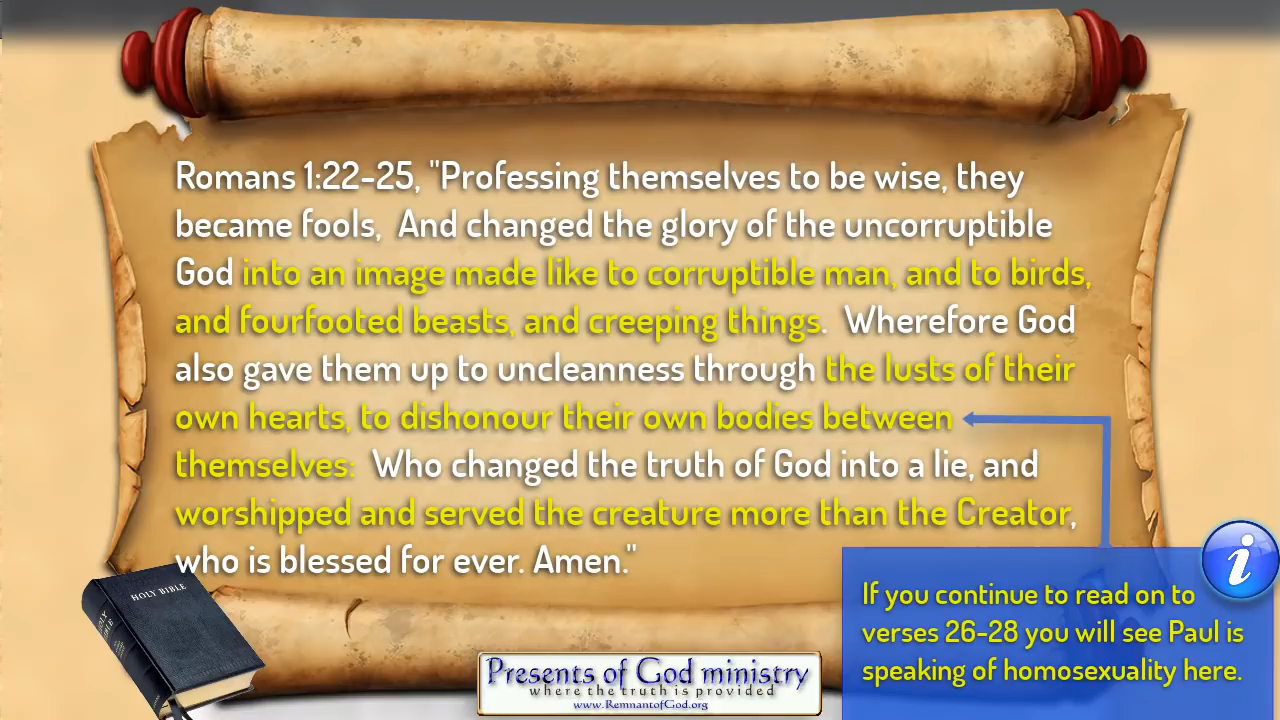 Romans 1:22-25, "Professing themselves to be wise, they
became fools,  And changed the glory of the uncorruptible
God into an image made like to corruptible man, and to birds,
and fourfooted beasts, and creeping things.  Wherefore God
also gave them up to uncleanness through the lusts of their
own hearts, to dishonour their own bodies between
themselves:  Who changed the truth of God into a lie, and
worshipped and served the creature more than the Creator,
who is blessed for ever. Amen."
HOLY BIBLE
HOLY BIBLE
i
If you continue to read on to
verses 26-28 you will see Paul is
speaking of homosexuality here.
Presents of God ministry
where the truth is provided
www.RemnantofGod.org